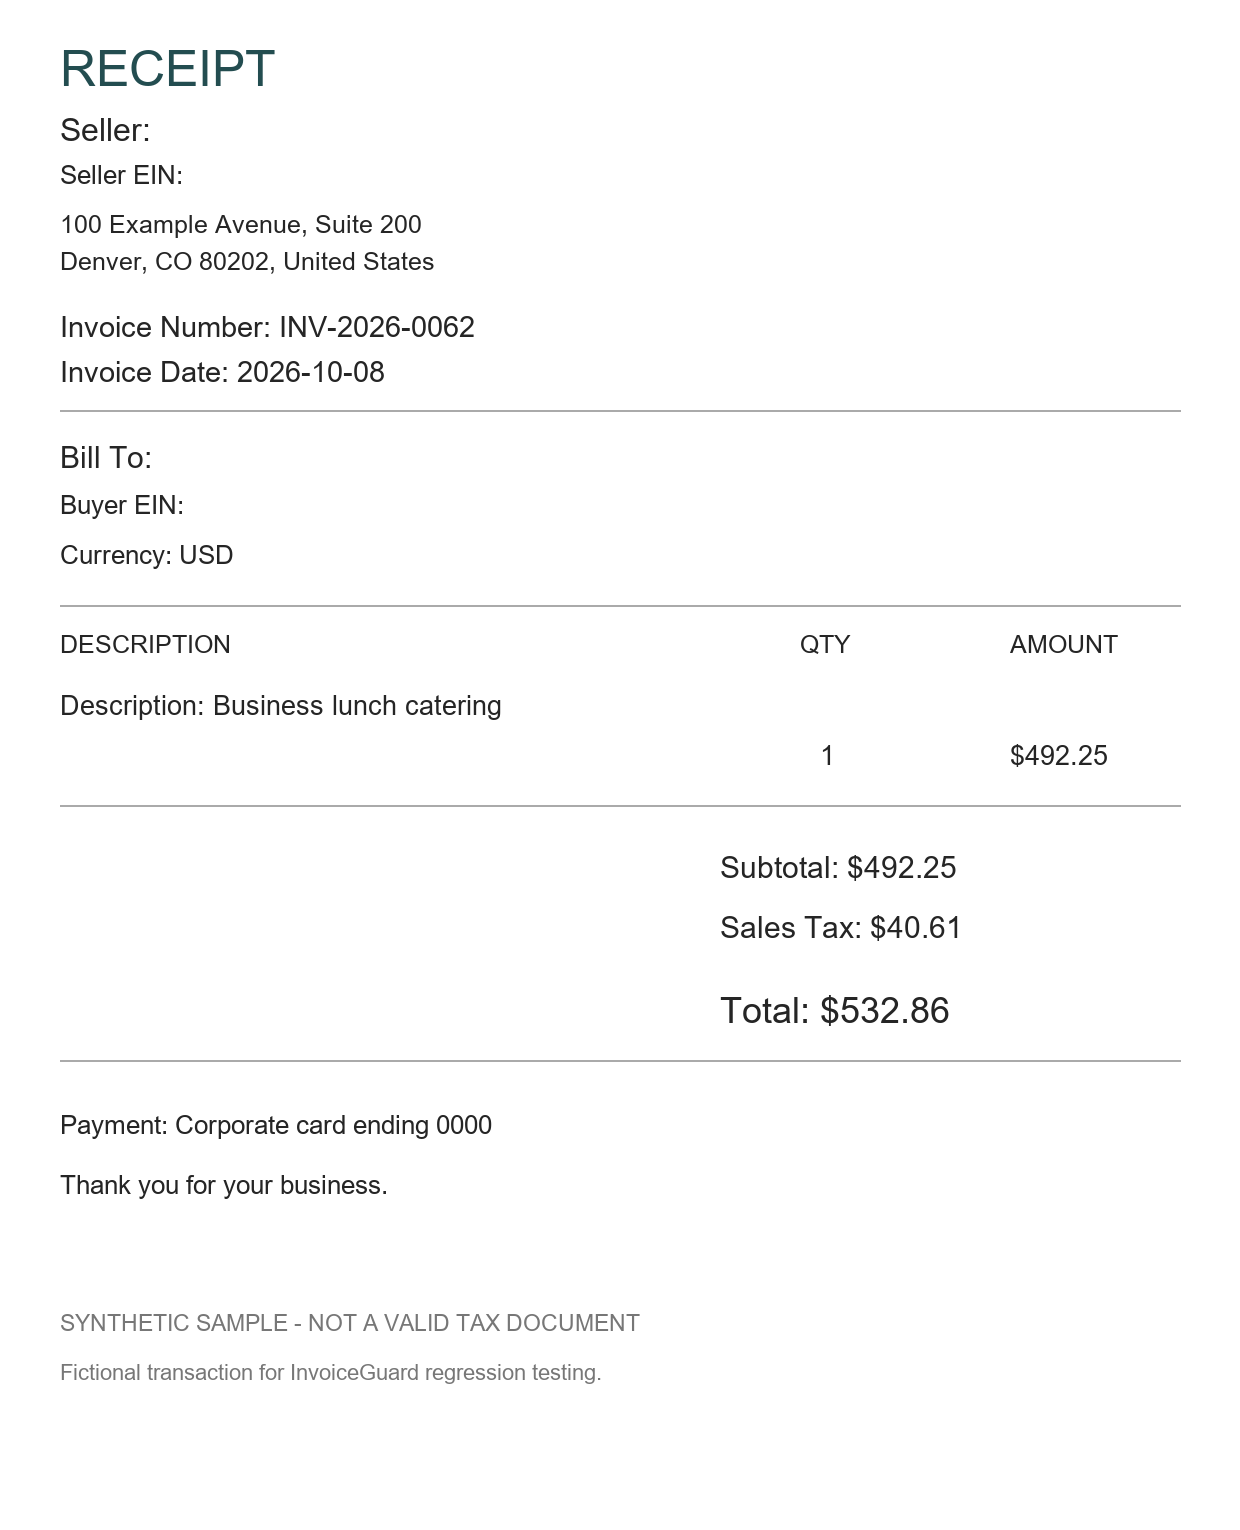 RECEIPT
Seller:
Seller EIN:
100 Example Avenue, Suite 200
Denver, CO 80202, United States
Invoice Number: INV-2026-0062
Invoice Date: 2026-10-08
Bill To:
Buyer EIN:
Currency: USD
DESCRIPTION QTY AMOUNT
Description: Business lunch catering
1 $492.25
Subtotal: $492.25
Sales Tax: $40.61
Total: $532.86
Payment: Corporate card ending 0000
Thank you for your business.
SYNTHETIC SAMPLE - NOT A VALID TAX DOCUMENT
Fictional transaction for InvoiceGuard regression testing.